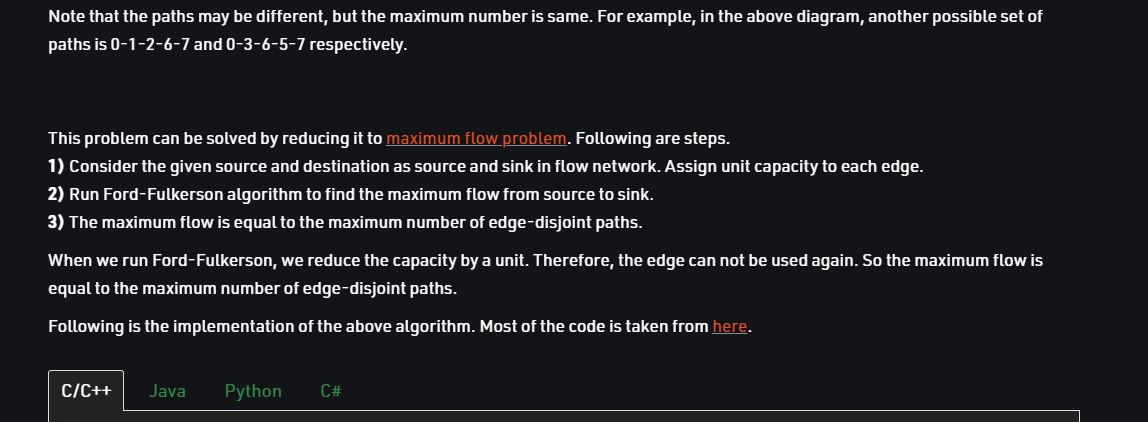 Note that the paths may be different, but the maximum number is same. For example, in the above diagram, another possible set of
paths is 0-1-2-6-7 and 0-3-6-5-7 respectively.
This problem can be solved by reducing it to maximum flow problem. Following are steps.
1) Consider the given source and destination as source and sink in flow network. Assign unit capacity to each edge.
2) Run Ford-Fulkerson algorithm to find the maximum flow from source to sink.
3) The maximum flow is equal to the maximum number of edge-disjoint paths.
When we run Ford-Fulkerson, we reduce the capacity by a unit. Therefore, the edge can not be used again. So the maximum flow is
equal to the maximum number of edge-disjoint paths.
Following is the implementation of the above algorithm. Most of the code is taken from here.
C/C++ Java Python C#